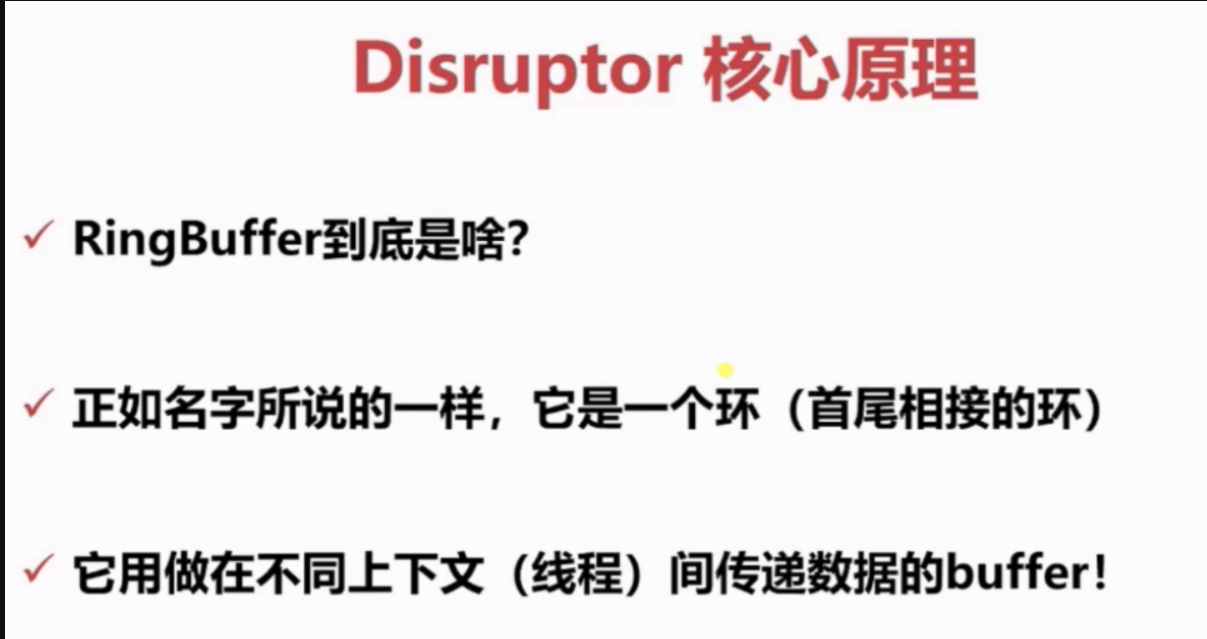 Disruptor 核心原理
RingBuffer到底是啥?
正如名字所说的一样，它是一个环（首尾相接的环）
它用做在不同上下文（线程）间传递数据的buffer!